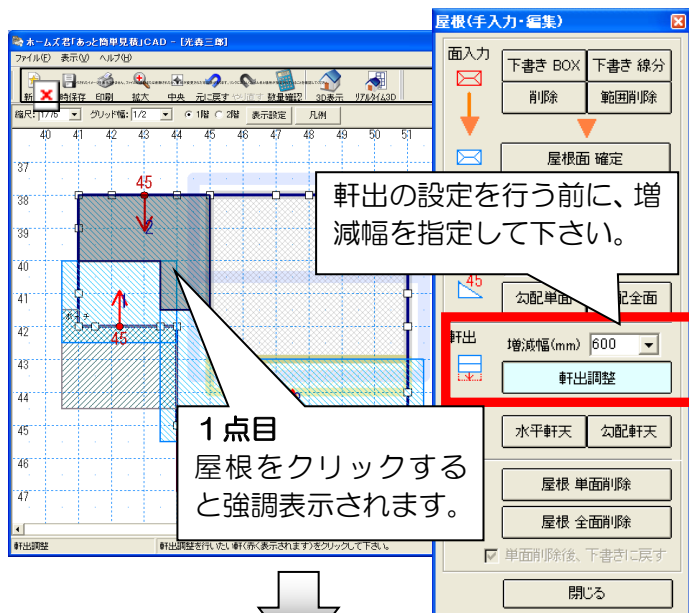 ホームズ君「あっと簡単見積」CAD - [光森三郎]
ファイル(F) 表示(V) ヘルプ(H)
印刷 拡大 中央 元に戻す やり直す 数量確認 3D表示 リアルタイム3D
縮尺: 1/76 グリッド幅: 1/2 1階 2階 表示設定 凡例
40 41 42 43 44 45 46 47 48 49 50 51
37
38
39
40
41
42
43
44
45
46
47
45
2
1
45
軒出調整 軒出調整を行いたい軒(赤く表示されます)をクリックして下さい。
屋根(手入力・編集)
面入力
下書き BOX 下書き 線分
削除 範囲削除
屋根面 確定
軒出の設定を行う前に、増
減幅を指定して下さい。
45
勾配単面 配全面
軒出
増減幅(mm) 600
軒出調整
水平軒天 勾配軒天
屋根 単面削除
屋根 全面削除
単面削除後、下書きに戻す
閉じる
1点目
屋根をクリックする
と強調表示されます。